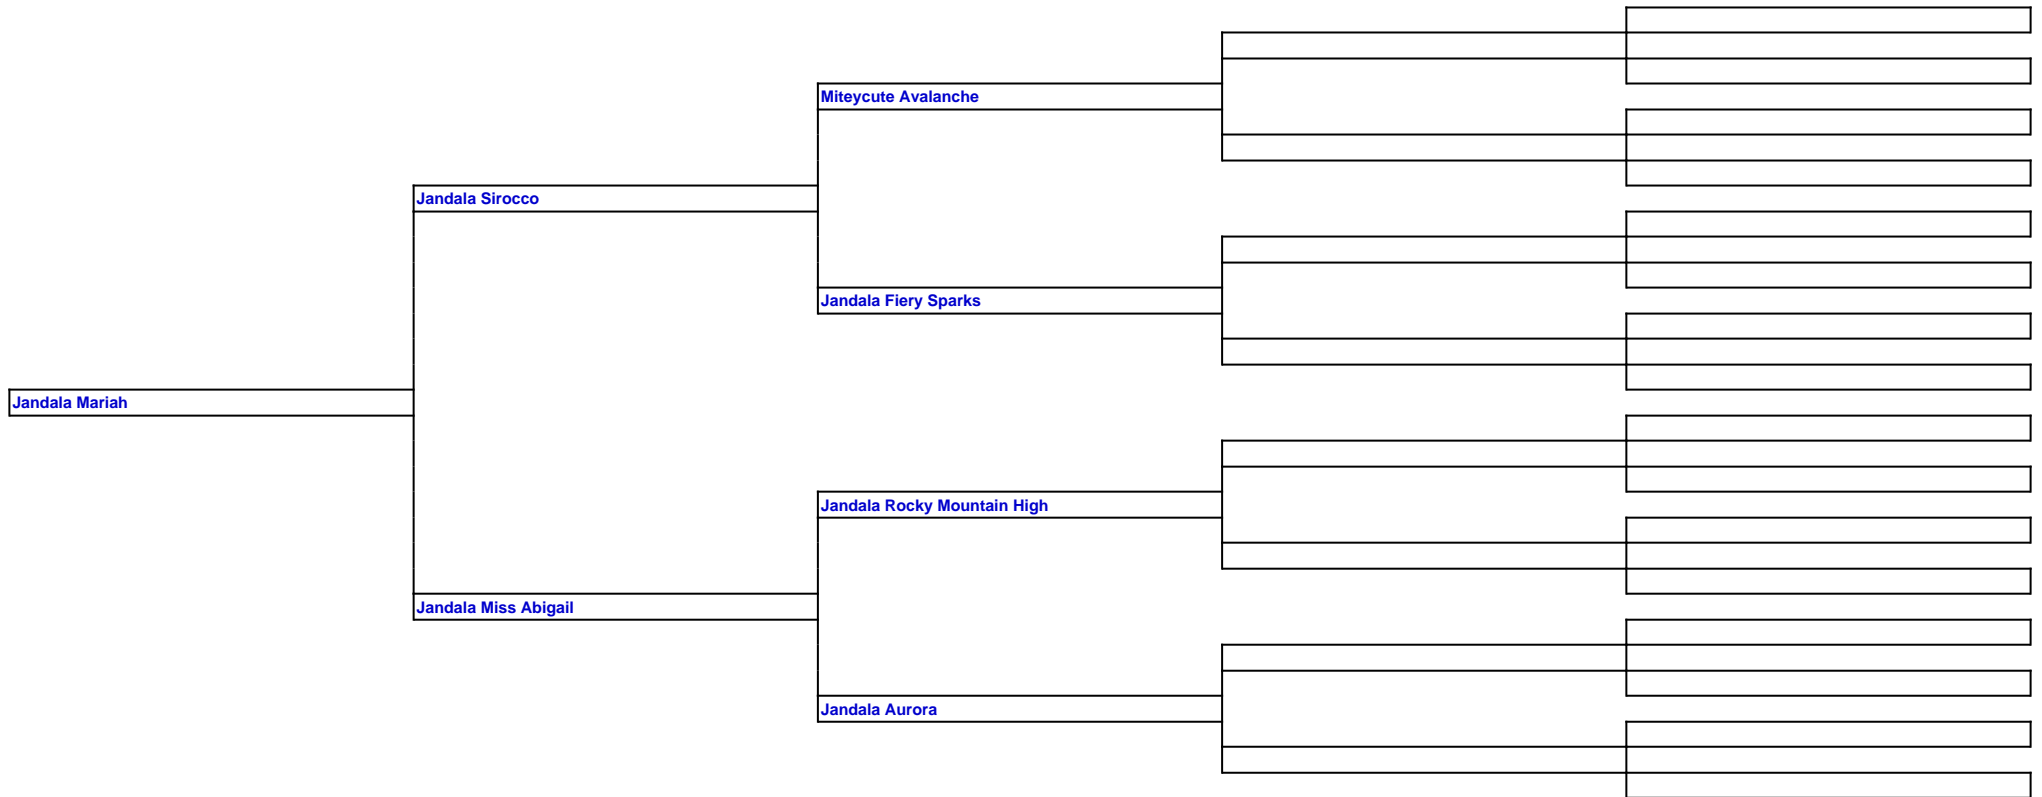 Miteycute Avalanche
Jandala Sirocco
Jandala Fiery Sparks
Jandala Mariah
Jandala Rocky Mountain High
Jandala Miss Abigail
Jandala Aurora